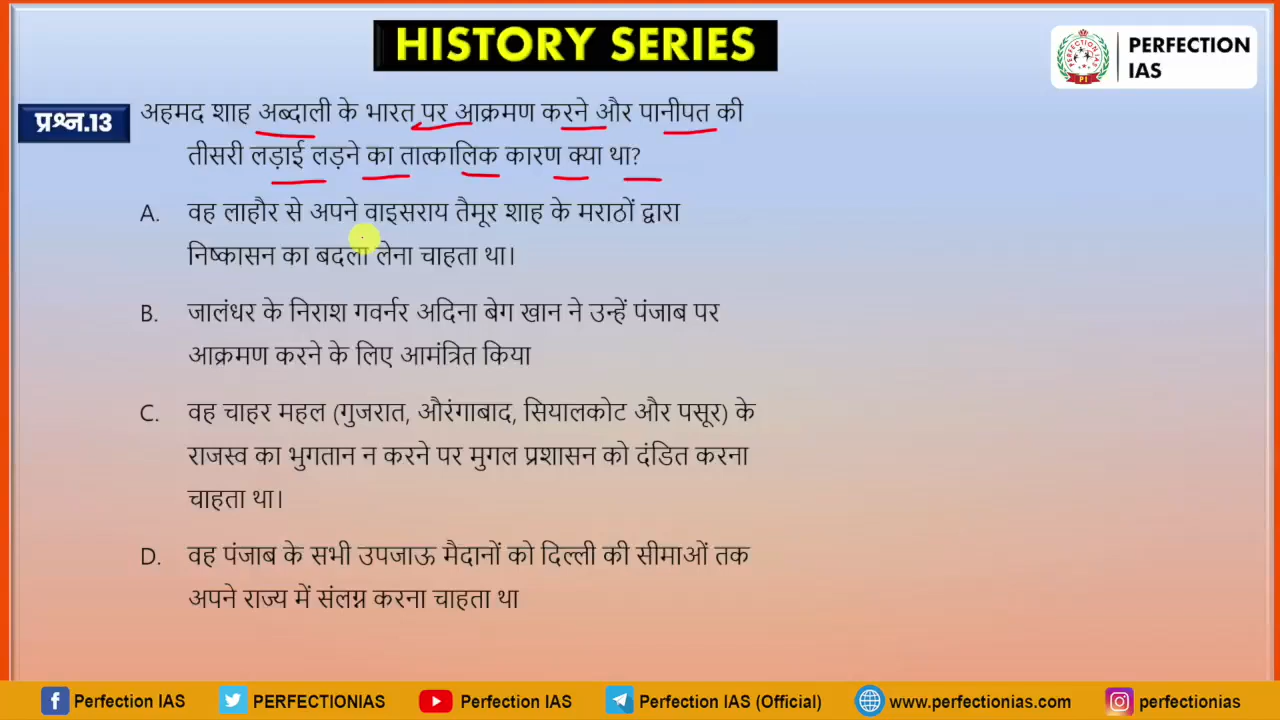 HISTORY SERIES
PERFECTION
IAS
PERFECTION IAS
PI
प्रश्न.13
अहमद शाह अब्दाली के भारत पर आक्रमण करने और पानीपत की
तीसरी लड़ाई लड़ने का तात्कालिक कारण क्या था?
A. वह लाहौर से अपने वाइसराय तैमूर शाह के मराठों द्वारा
निष्कासन का बदला लेना चाहता था।
B. जालंधर के निराश गवर्नर अदिना बेग खान ने उन्हें पंजाब पर
आक्रमण करने के लिए आमंत्रित किया
C. वह चाहर महल (गुजरात, औरंगाबाद, सियालकोट और पसूर) के
राजस्व का भुगतान न करने पर मुगल प्रशासन को दंडित करना
चाहता था।
D. वह पंजाब के सभी उपजाऊ मैदानों को दिल्ली की सीमाओं तक
अपने राज्य में संलग्न करना चाहता था
Perfection IAS PERFECTIONIAS Perfection IAS Perfection IAS (Official) www.perfectionias.com perfectionias